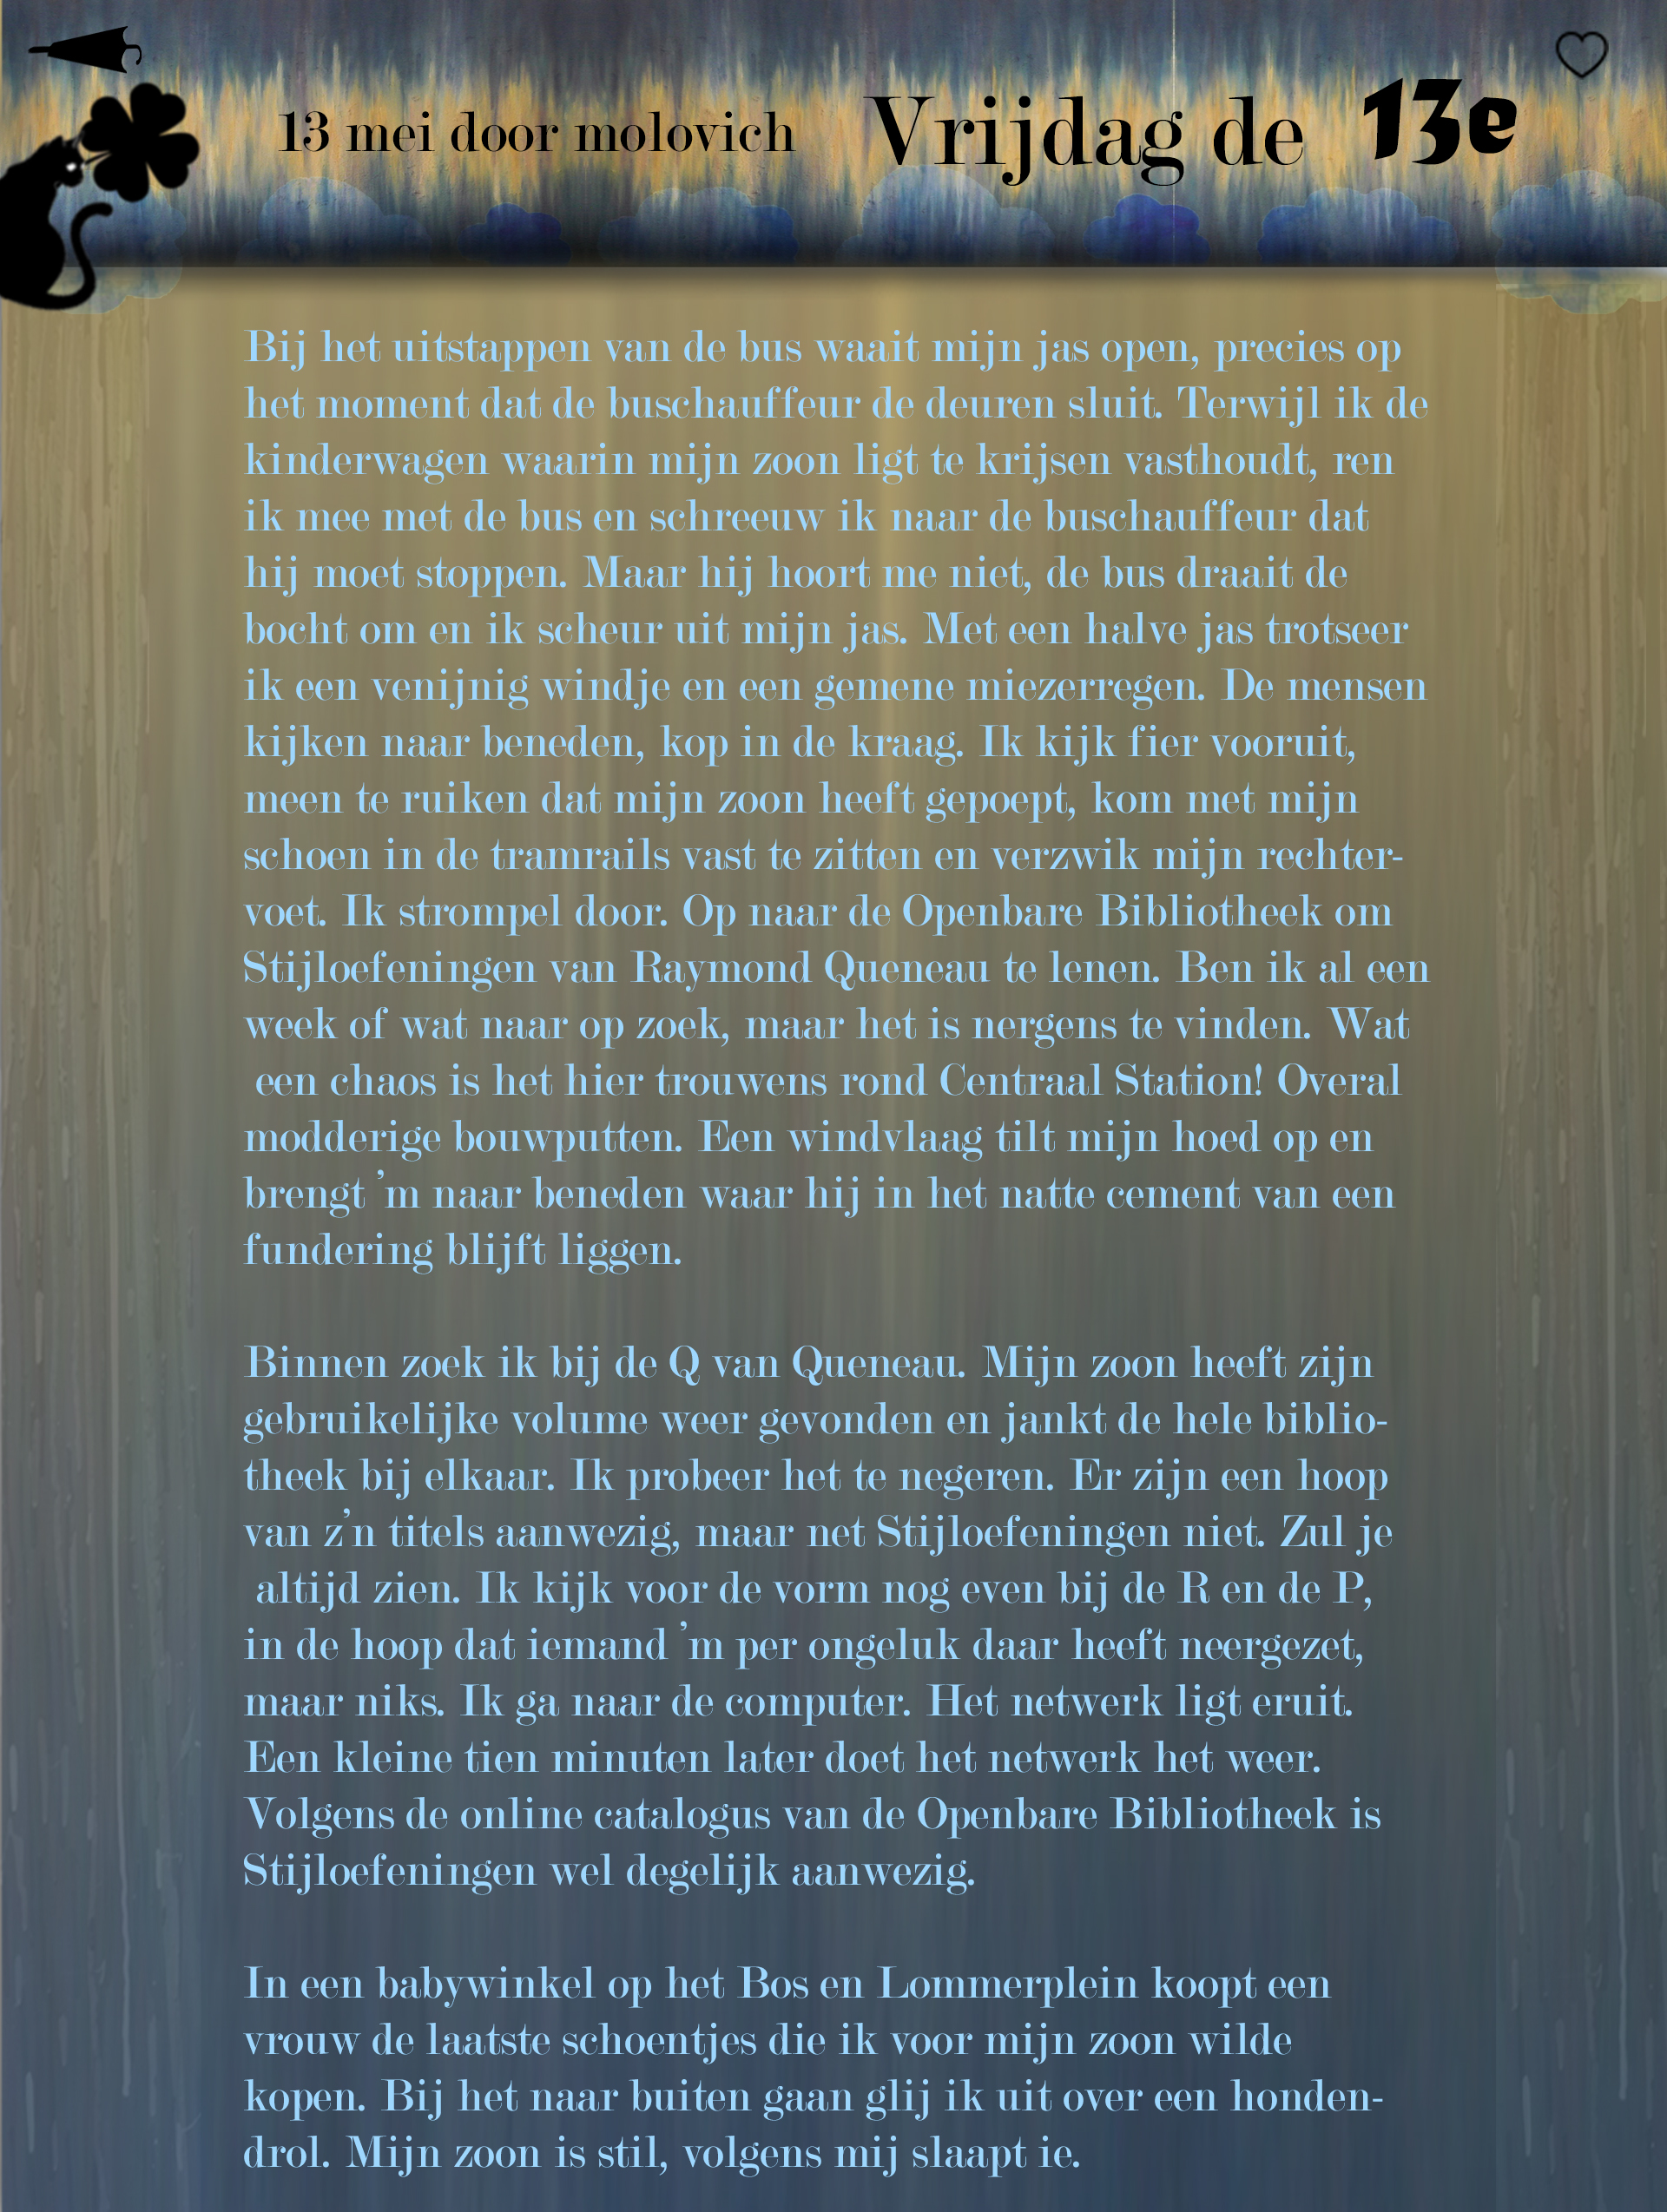 13 mei door molovich Vrijdag de 13e
Bij het uitstappen van de bus waait mijn jas open, precies op
het moment dat de buschauffeur de deuren sluit. Terwijl ik de
kinderwagen waarin mijn zoon ligt te krijsen vasthoudt, ren
ik mee met de bus en schreeuw ik naar de buschauffeur dat
hij moet stoppen. Maar hij hoort me niet, de bus draait de
bocht om en ik scheur uit mijn jas. Met een halve jas trotseer
ik een venijnig windje en een gemene miezerregen. De mensen
kijken naar beneden, kop in de kraag. Ik kijk fier vooruit,
meen te ruiken dat mijn zoon heeft gepoept, kom met mijn
schoen in de tramrails vast te zitten en verzwik mijn rechter-
voet. Ik strompel door. Op naar de Openbare Bibliotheek om
Stijloefeningen van Raymond Queneau te lenen. Ben ik al een
week of wat naar op zoek, maar het is nergens te vinden. Wat
een chaos is het hier trouwens rond Centraal Station! Overal
modderige bouwputten. Een windvlaag tilt mijn hoed op en
brengt ’m naar beneden waar hij in het natte cement van een
fundering blijft liggen.
Binnen zoek ik bij de Q van Queneau. Mijn zoon heeft zijn
gebruikelijke volume weer gevonden en jankt de hele biblio-
theek bij elkaar. Ik probeer het te negeren. Er zijn een hoop
van z’n titels aanwezig, maar net Stijloefeningen niet. Zul je
altijd zien. Ik kijk voor de vorm nog even bij de R en de P,
in de hoop dat iemand ’m per ongeluk daar heeft neergezet,
maar niks. Ik ga naar de computer. Het netwerk ligt eruit.
Een kleine tien minuten later doet het netwerk het weer.
Volgens de online catalogus van de Openbare Bibliotheek is
Stijloefeningen wel degelijk aanwezig.
In een babywinkel op het Bos en Lommerplein koopt een
vrouw de laatste schoentjes die ik voor mijn zoon wilde
kopen. Bij het naar buiten gaan glij ik uit over een honden-
drol. Mijn zoon is stil, volgens mij slaapt ie.